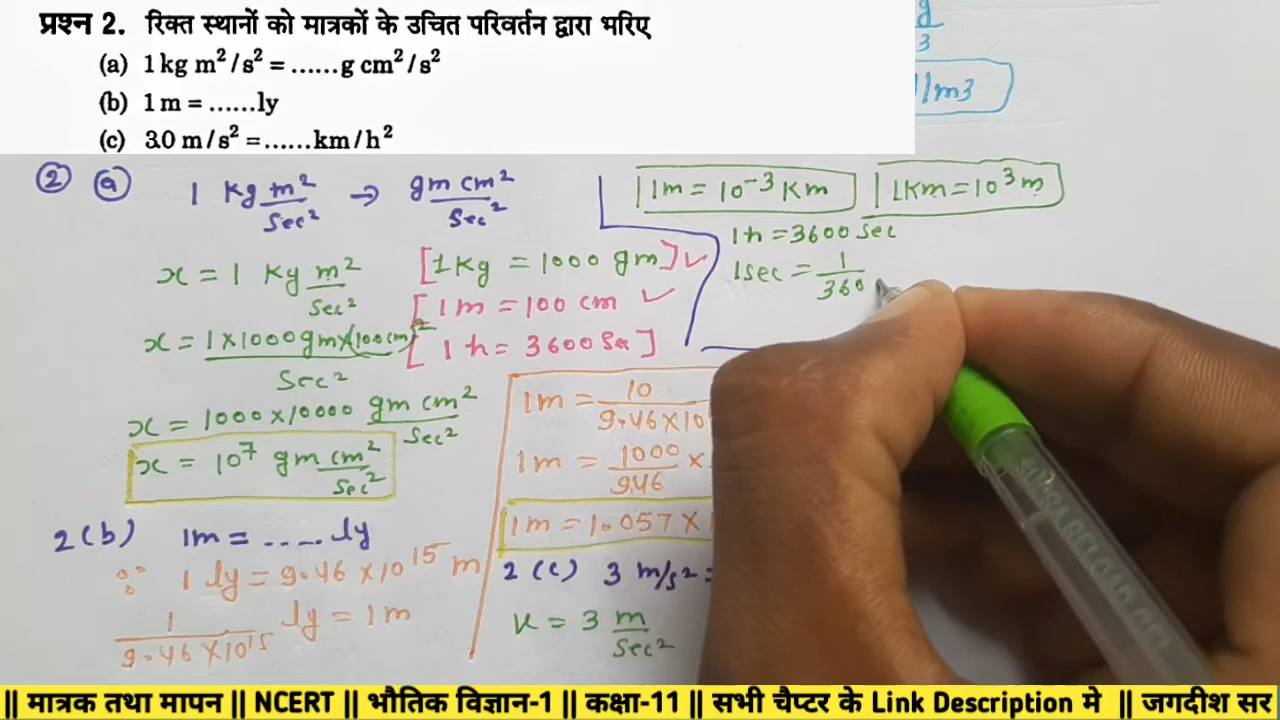 प्रश्न 2. रिक्त स्थानों को मात्रकों के उचित परिवर्तन द्वारा भरिए
(a) 1 kg m²/s² = ......g cm²/s²
(b) 1 m = ......ly
(c) 3.0 m/s² = ......km/h²
g
3
/m3
② ⓐ 1 Kg m²/Sec² → gm cm²/Sec²
x = 1 Kg m²/Sec²
x = 1×1000gm×(100cm)²/Sec²
x = 1000×10000 gm cm²/Sec²
x = 10⁷ gm cm²/Sec²
[1Kg = 1000 gm] ✓
[1m = 100 cm ✓
[1h = 3600 Sec]
2(b) 1m = ..... ly
∵ 1 ly = 9.46 ×10¹⁵ m
1/9.46×10¹⁵ ly = 1m
1m = 10/9.46×10
1m = 1000/9.46 ×
1m = 1.057×
2(c) 3 m/s² =
x = 3 m/Sec²
1m = 10⁻³ Km
1Km = 10³ m
1h = 3600 Sec
1sec = 1/360
|| मात्रक तथा मापन || NCERT || भौतिक विज्ञान-1 || कक्षा-11 || सभी चैप्टर के Link Description मे || जगदीश सर